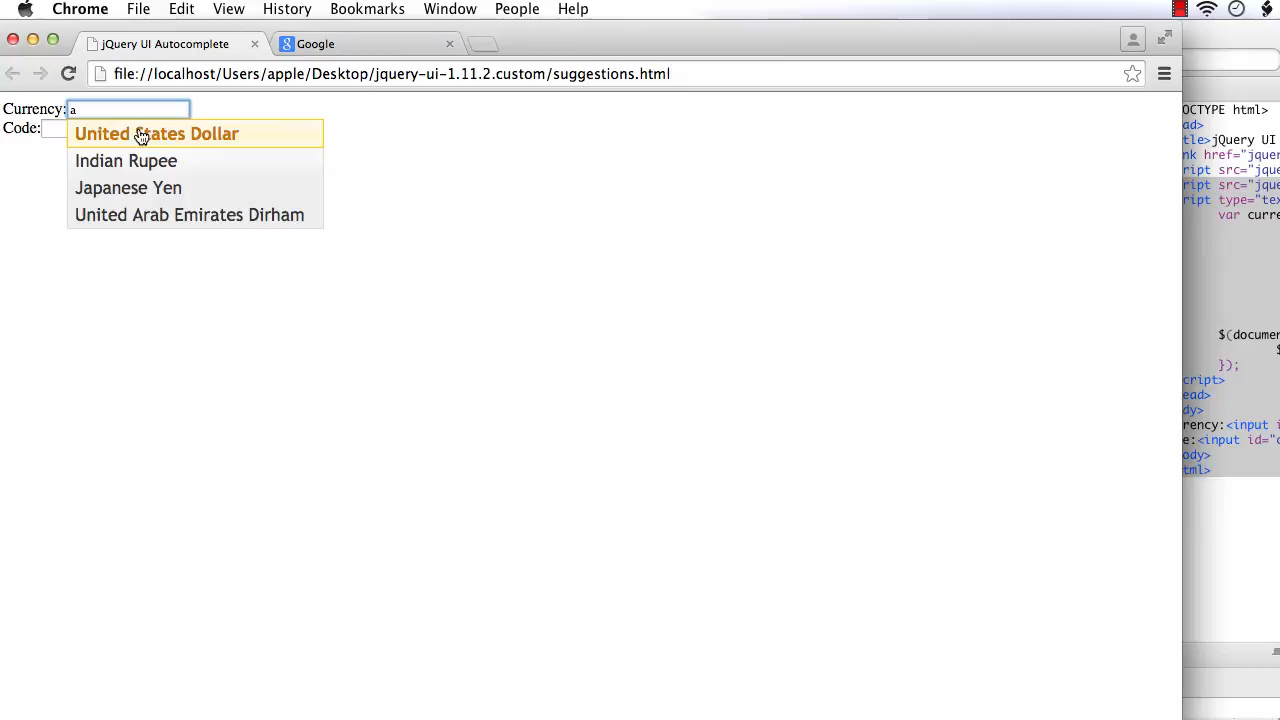 Chrome File Edit View History Bookmarks Window People Help
jQuery UI Autocomplete Google
file://localhost/Users/apple/Desktop/jquery-ui-1.11.2.custom/suggestions.html
Currency: a
Code:
United States Dollar
Indian Rupee
Japanese Yen
United Arab Emirates Dirham
OCTYPE html>
ad>
tle>jQuery UI
nk href="jquer
ript src="jque
ript src="jque
ript type="tex
var curre
$(documen
$
});
cript>
ead>
dy>
rrency:<input i
e:<input id="c
ody>
tml>